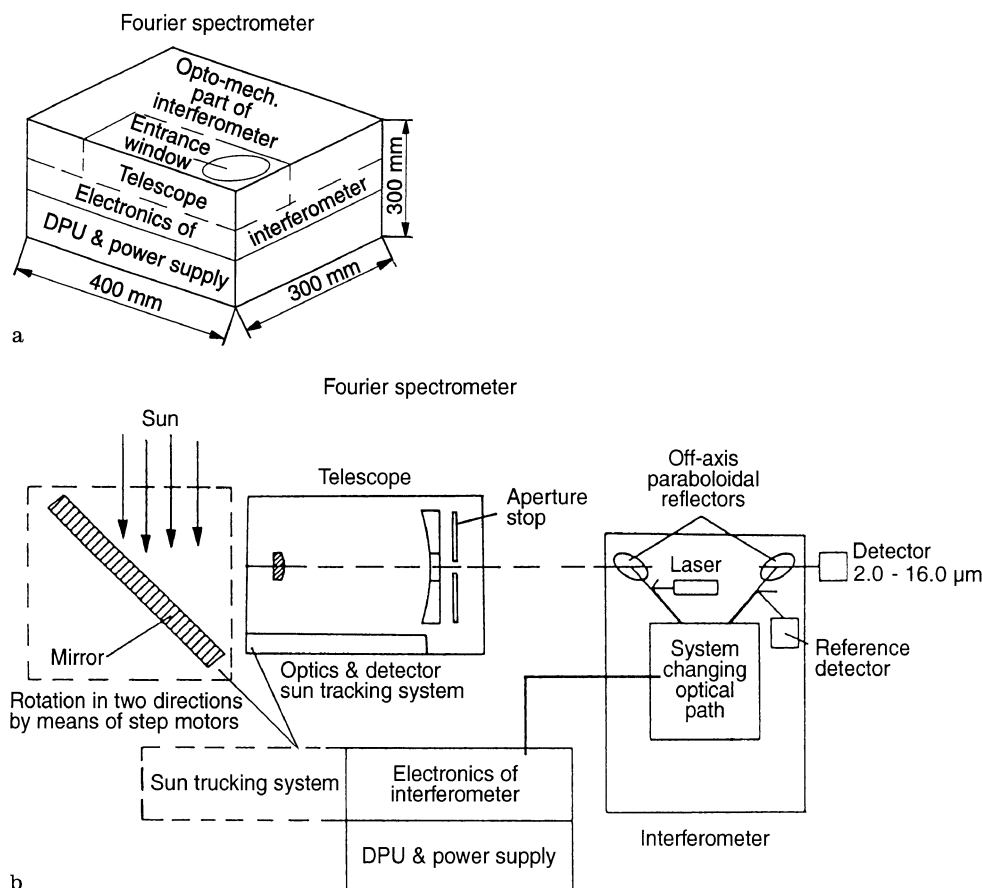 Fourier spectrometer
Opto-mech.
part of
interferometer
Entrance
window
Telescope
Electronics of
interferometer
DPU & power supply
300 mm
400 mm
300 mm
a
Fourier spectrometer
Sun
Mirror
Rotation in two directions
by means of step motors
Telescope
Aperture
stop
Optics & detector
sun tracking system
Off-axis
paraboloidal
reflectors
Laser
Detector
2.0 - 16.0 µm
Reference
detector
System
changing
optical
path
Interferometer
Sun trucking system
Electronics of
interferometer
DPU & power supply
b